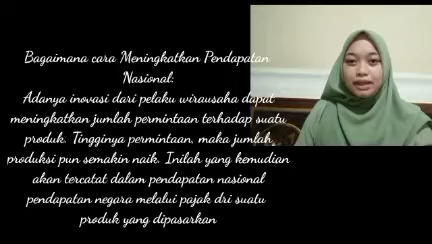 Bagaimana cara Meningkatkan Pendapatan
Nasional:
Adanya inovasi dari pelaku wirausaha dapat
meningkatkan jumlah permintaan terhadap suatu
produk. Tingginya permintaan, maka jumlah
produksi pun semakin naik. Inilah yang kemudian
akan tercatat dalam pendapatan nasional
pendapatan negara melalui pajak dri suatu
produk yang dipasarkan